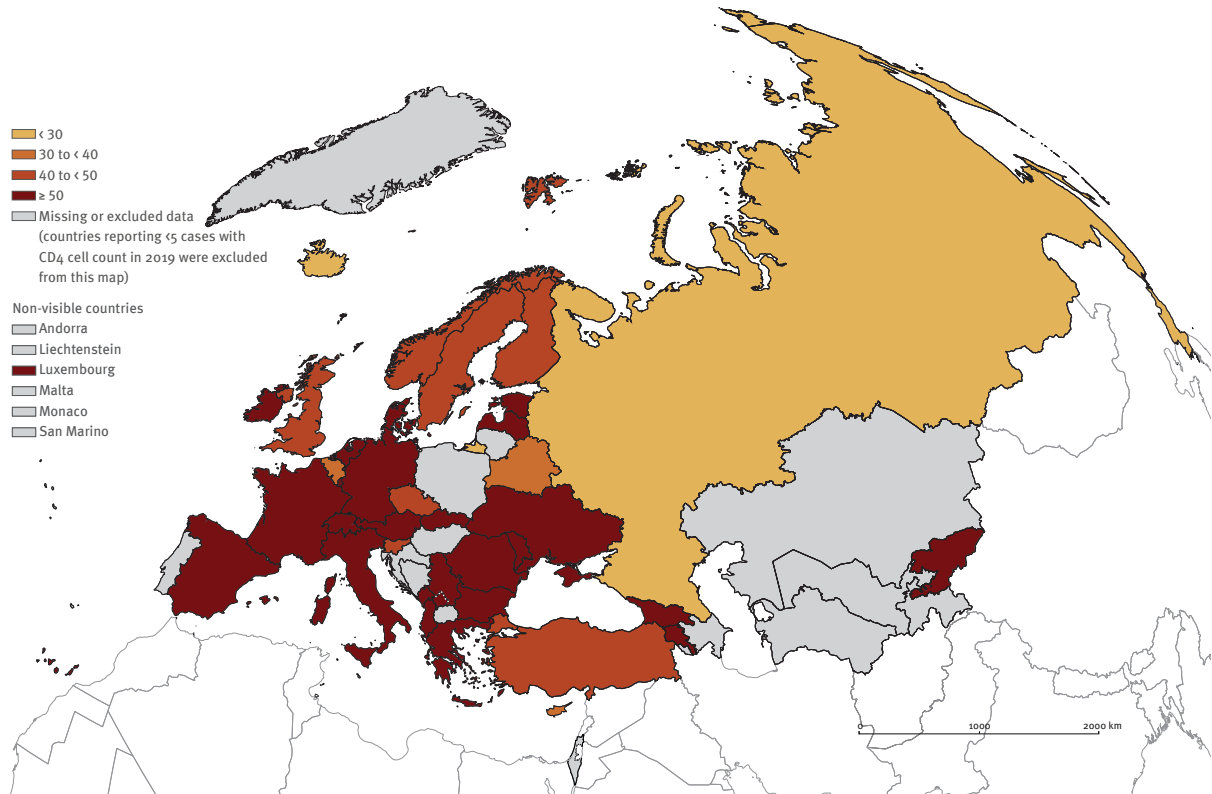 < 30
30 to < 40
40 to < 50
≥ 50
Missing or excluded data
(countries reporting <5 cases with
CD4 cell count in 2019 were excluded
from this map)
Non-visible countries
Andorra
Liechtenstein
Luxembourg
Malta
Monaco
San Marino
0 1000 2000 km